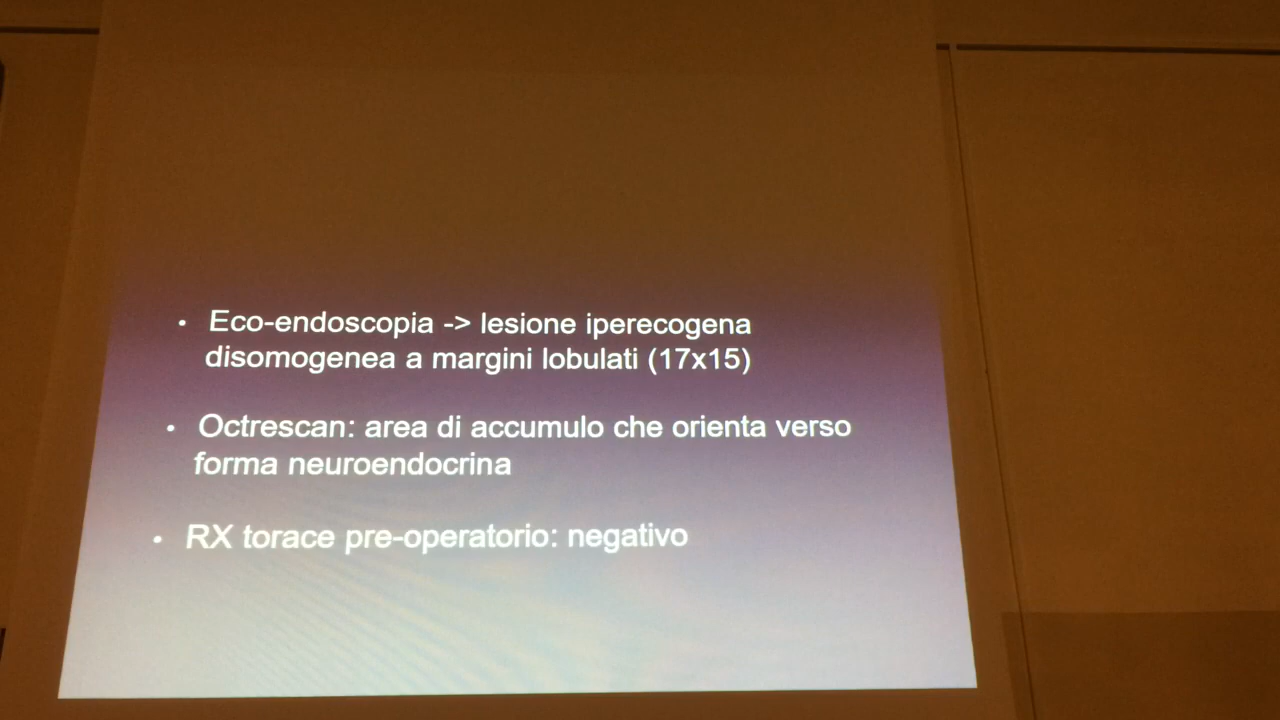 • Eco-endoscopia -> lesione iperecogena
disomogenea a margini lobulati (17x15)
• Octrescan: area di accumulo che orienta verso
forma neuroendocrina
• RX torace pre-operatorio: negativo